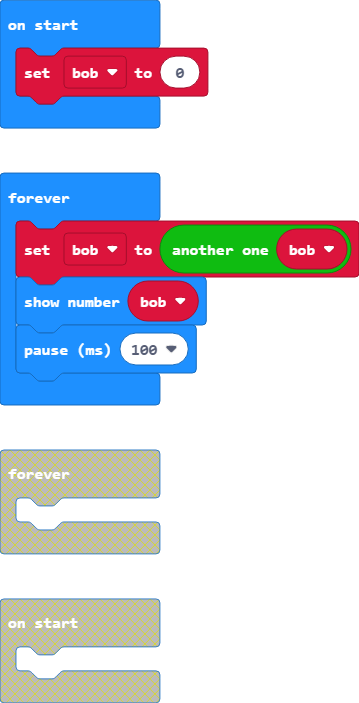 on start
set bob to 0
forever
set bob to another one bob
show number bob
pause (ms) 100
forever
on start